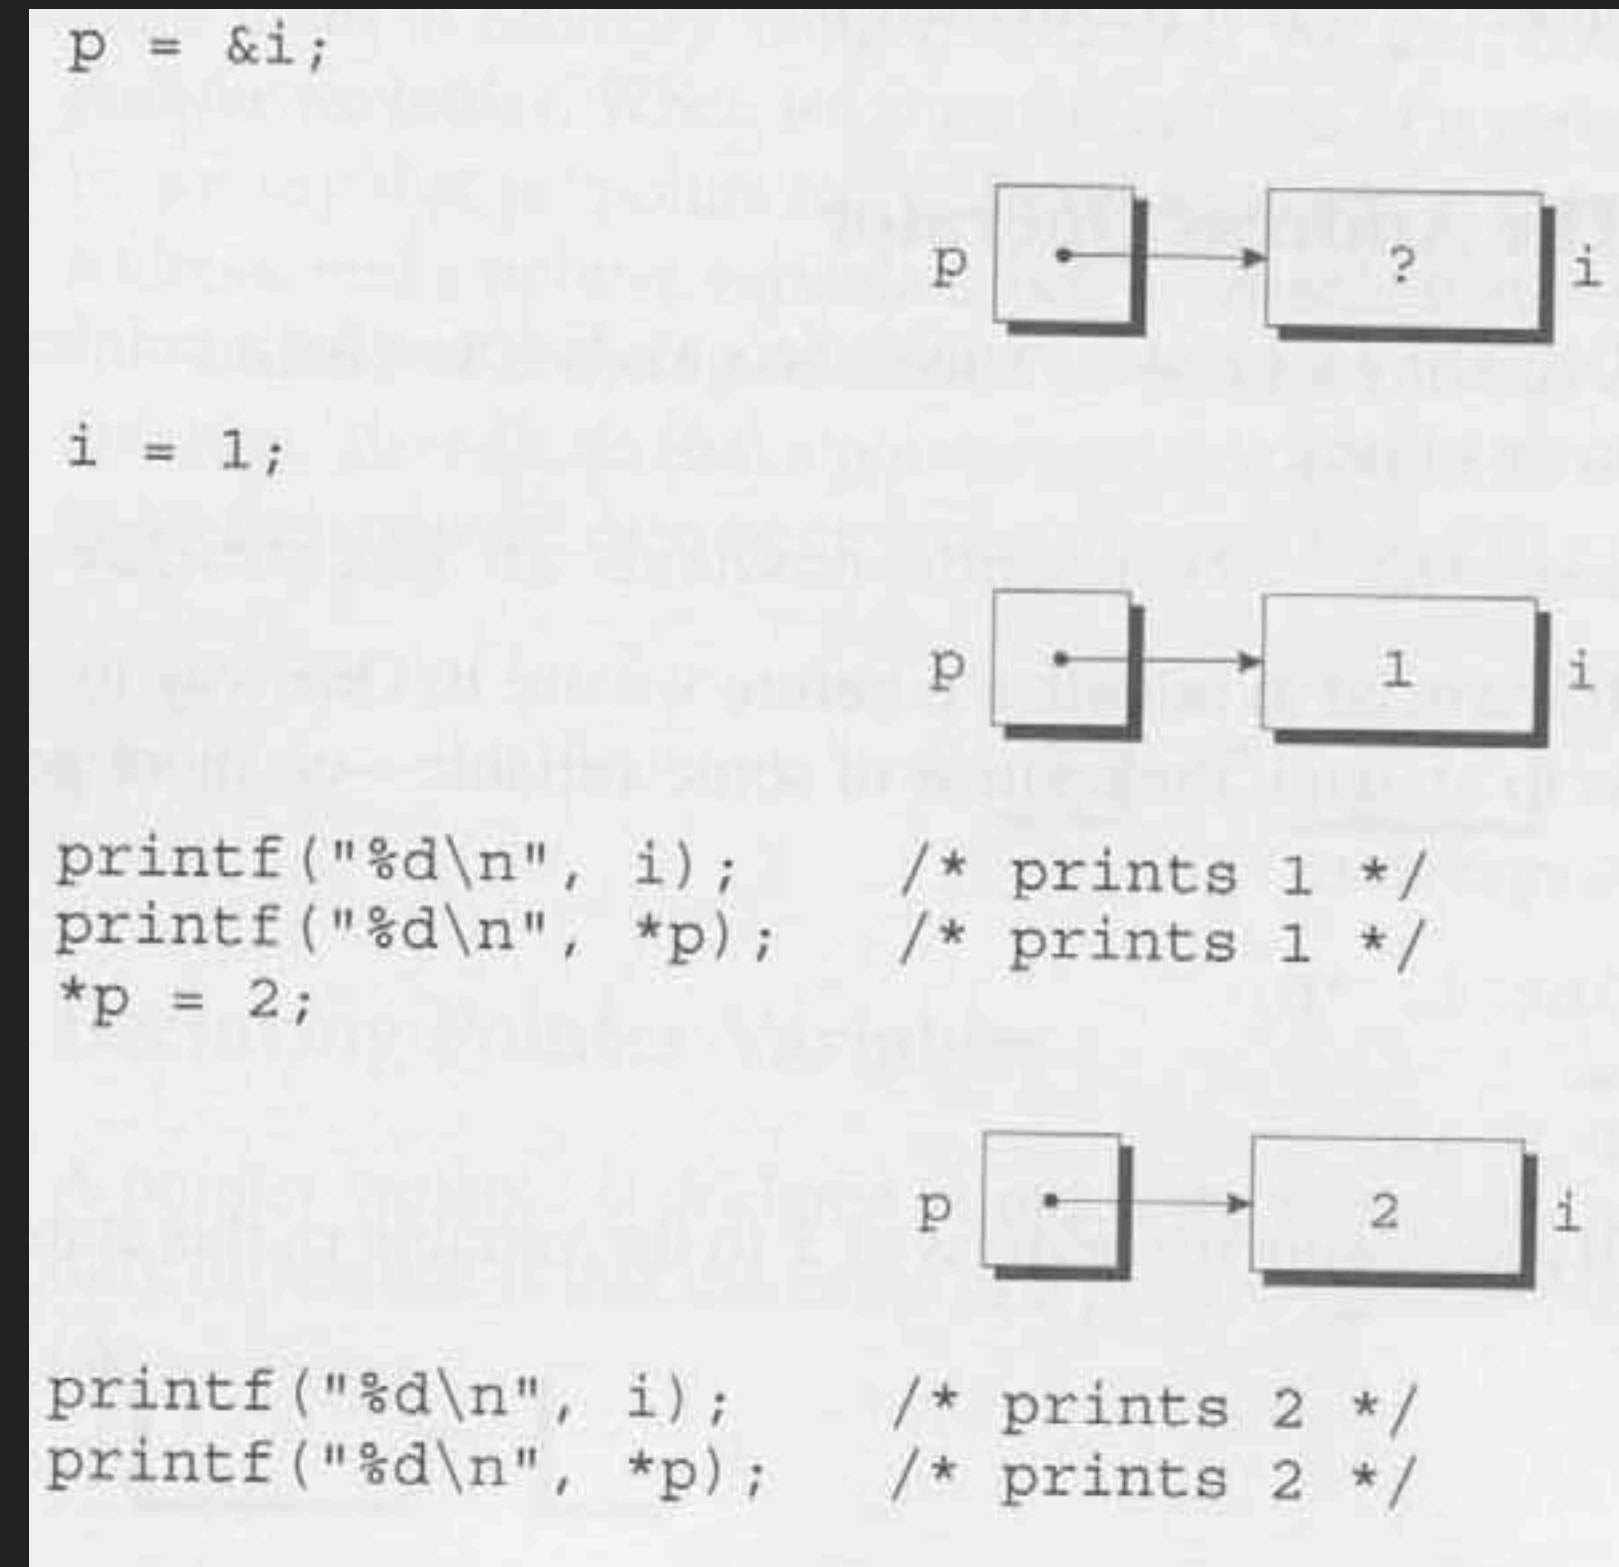 p = &i;
p ? i
i = 1;
p 1 i
printf("%d\n", i); /* prints 1 */
printf("%d\n", *p); /* prints 1 */
*p = 2;
p 2 i
printf("%d\n", i); /* prints 2 */
printf("%d\n", *p); /* prints 2 */